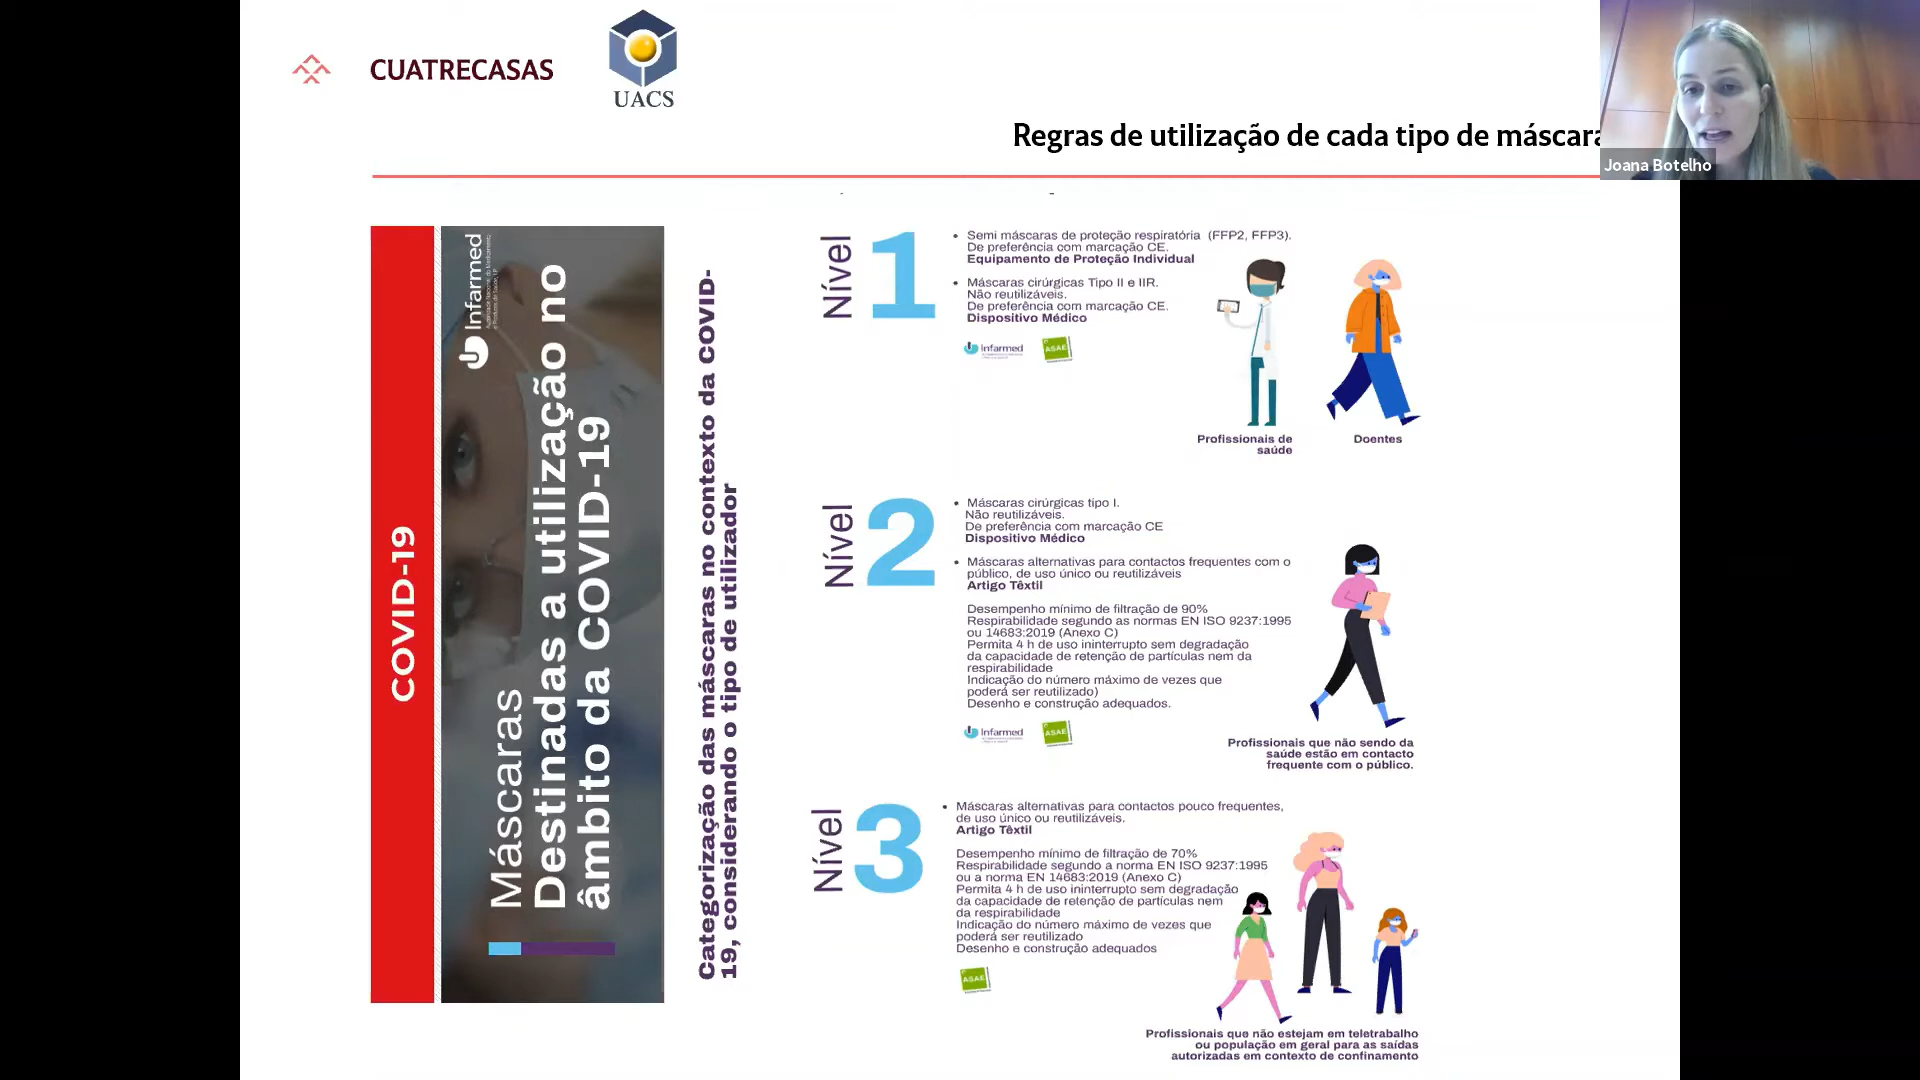 CUATRECASAS
UACS
Regras de utilização de cada tipo de máscara
Joana Botelho
COVID-19
Infarmed
Máscaras
Destinadas a utilização no
âmbito da COVID-19
Categorização das máscaras no contexto da COVID-
19, considerando o tipo de utilizador
Nível
1
• Semi máscaras de proteção respiratória (FFP2, FFP3).
De preferência com marcação CE.
Equipamento de Proteção Individual
• Máscaras cirúrgicas Tipo II e IIR.
Não reutilizáveis.
De preferência com marcação CE.
Dispositivo Médico
Infarmed
ASAE
Profissionais de
saúde
Doentes
Nível
2
• Máscaras cirúrgicas tipo I.
Não reutilizáveis.
De preferência com marcação CE
Dispositivo Médico
• Máscaras alternativas para contactos frequentes com o
público, de uso único ou reutilizáveis
Artigo Têxtil
Desempenho mínimo de filtração de 90%
Respirabilidade segundo as normas EN ISO 9237:1995
ou 14683:2019 (Anexo C)
Permita 4 h de uso ininterrupto sem degradação
da capacidade de retenção de partículas nem da
respirabilidade
Indicação do número máximo de vezes que
poderá ser reutilizado)
Desenho e construção adequados.
Infarmed
ASAE
Profissionais que não sendo da
saúde estão em contacto
frequente com o público.
Nível
3
• Máscaras alternativas para contactos pouco frequentes,
de uso único ou reutilizáveis.
Artigo Têxtil
Desempenho mínimo de filtração de 70%
Respirabilidade segundo a norma EN ISO 9237:1995
ou a norma EN 14683:2019 (Anexo C)
Permita 4 h de uso ininterrupto sem degradação
da capacidade de retenção de partículas nem
da respirabilidade
Indicação do número máximo de vezes que
poderá ser reutilizado
Desenho e construção adequados
ASAE
Profissionais que não estejam em teletrabalho
ou população em geral para as saídas
autorizadas em contexto de confinamento